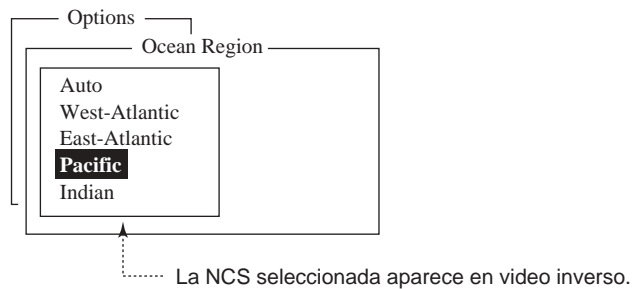 Options
Ocean Region
Auto
West-Atlantic
East-Atlantic
Pacific
Indian
La NCS seleccionada aparece en video inverso.